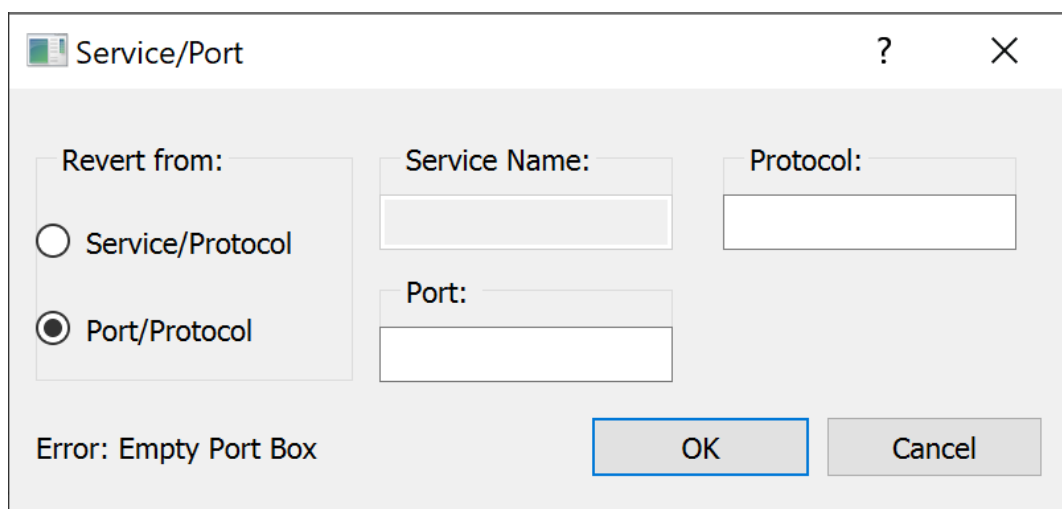 Service/Port
?
Revert from:
Service/Protocol
Port/Protocol
Service Name:
Port:
Protocol:
Error: Empty Port Box
OK
Cancel